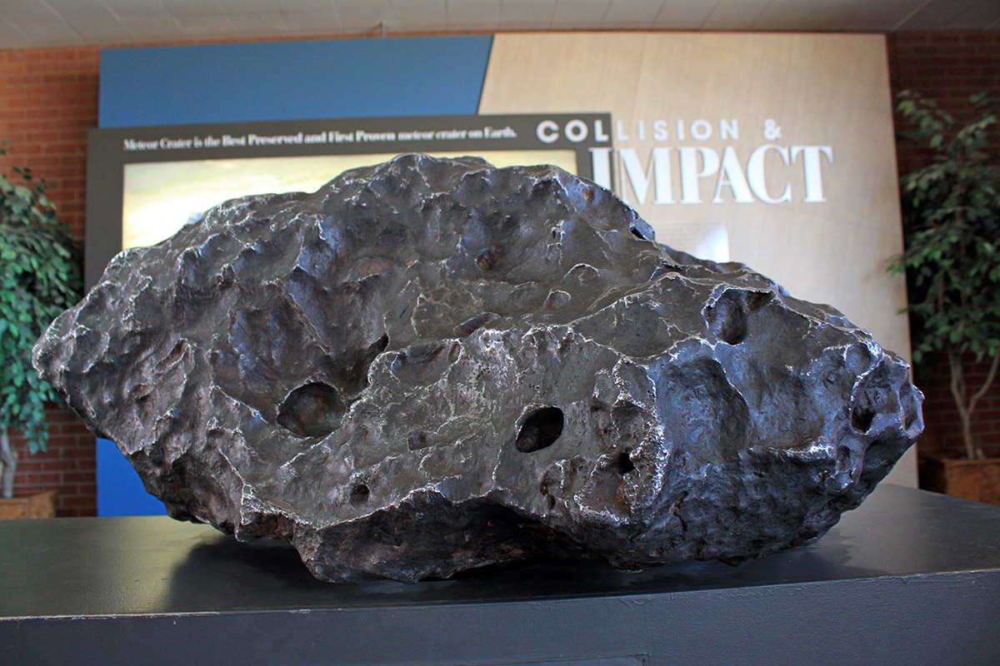 Meteor Crater is the Best Preserved and First Proven meteor crater on Earth.
COLLISION &
IMPACT